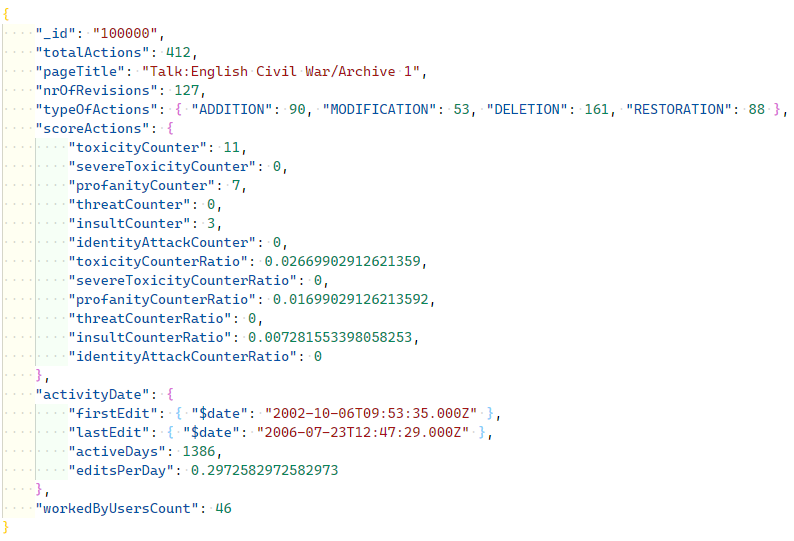 {
    "_id": "100000",
    "totalActions": 412,
    "pageTitle": "Talk:English Civil War/Archive 1",
    "nrOfRevisions": 127,
    "typeOfActions": { "ADDITION": 90, "MODIFICATION": 53, "DELETION": 161, "RESTORATION": 88 },
    "scoreActions": {
        "toxicityCounter": 11,
        "severeToxicityCounter": 0,
        "profanityCounter": 7,
        "threatCounter": 0,
        "insultCounter": 3,
        "identityAttackCounter": 0,
        "toxicityCounterRatio": 0.02669902912621359,
        "severeToxicityCounterRatio": 0,
        "profanityCounterRatio": 0.01699029126213592,
        "threatCounterRatio": 0,
        "insultCounterRatio": 0.007281553398058253,
        "identityAttackCounterRatio": 0
    },
    "activityDate": {
        "firstEdit": { "$date": "2002-10-06T09:53:35.000Z" },
        "lastEdit": { "$date": "2006-07-23T12:47:29.000Z" },
        "activeDays": 1386,
        "editsPerDay": 0.2972582972582973
    },
    "workedByUsersCount": 46
}